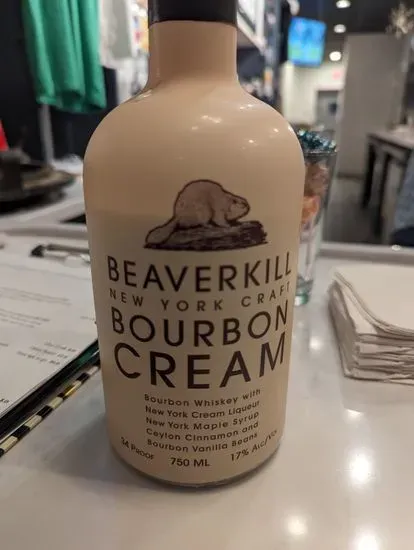 BEAVERKILL
NEW YORK CRAFT
BOURBON
CREAM
Bourbon Whiskey with
New York Cream Liqueur
New York Maple Syrup
Ceylon Cinnamon and
Bourbon Vanilla Beans
34 PROOF 750 ML 17% ALC/VOL